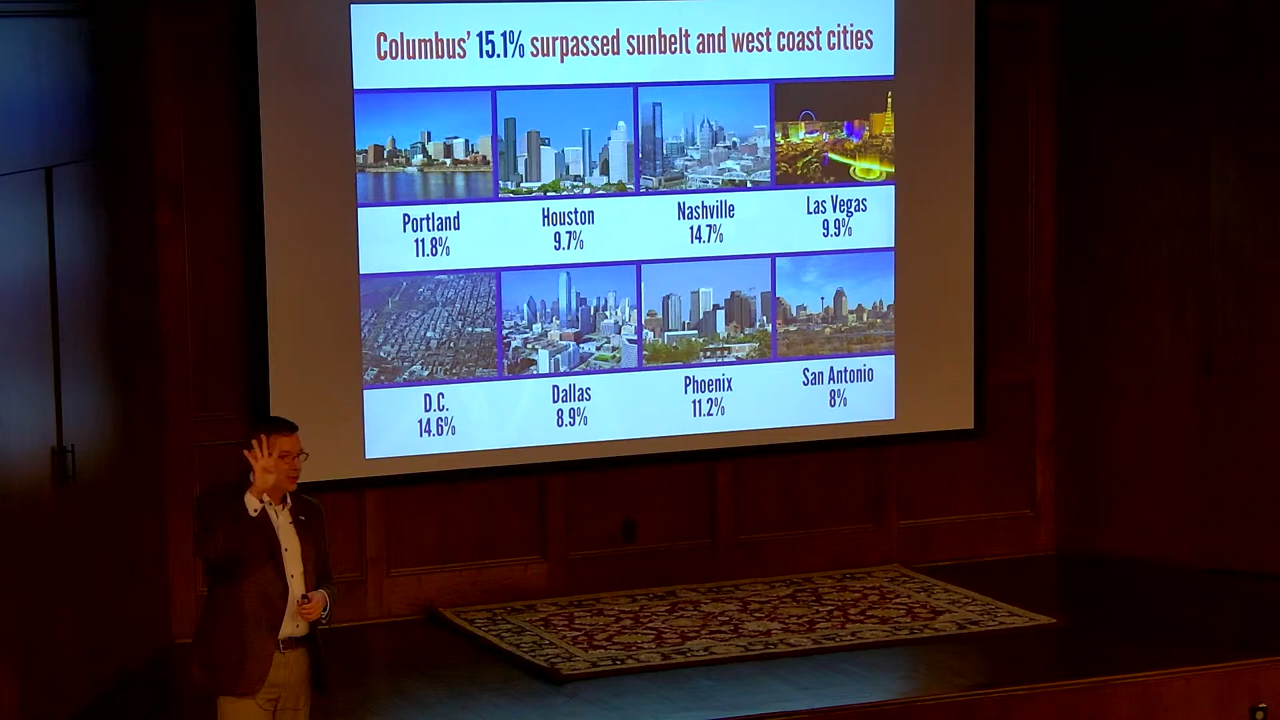 Columbus' 15.1% surpassed sunbelt and west coast cities
Portland
11.8%
Houston
9.7%
Nashville
14.7%
Las Vegas
9.9%
D.C.
14.6%
Dallas
8.9%
Phoenix
11.2%
San Antonio
8%